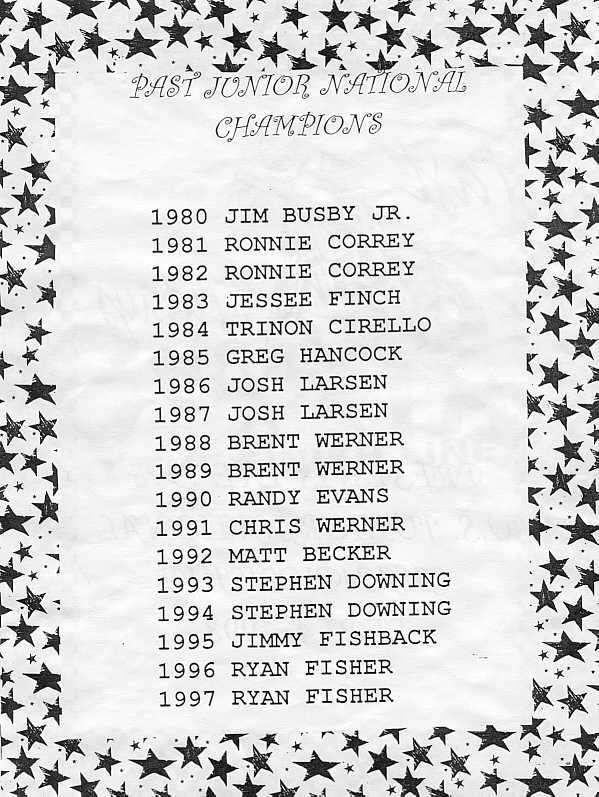 PAST JUNIOR NATIONAL
CHAMPIONS
1980 JIM BUSBY JR.
1981 RONNIE CORREY
1982 RONNIE CORREY
1983 JESSEE FINCH
1984 TRINON CIRELLO
1985 GREG HANCOCK
1986 JOSH LARSEN
1987 JOSH LARSEN
1988 BRENT WERNER
1989 BRENT WERNER
1990 RANDY EVANS
1991 CHRIS WERNER
1992 MATT BECKER
1993 STEPHEN DOWNING
1994 STEPHEN DOWNING
1995 JIMMY FISHBACK
1996 RYAN FISHER
1997 RYAN FISHER